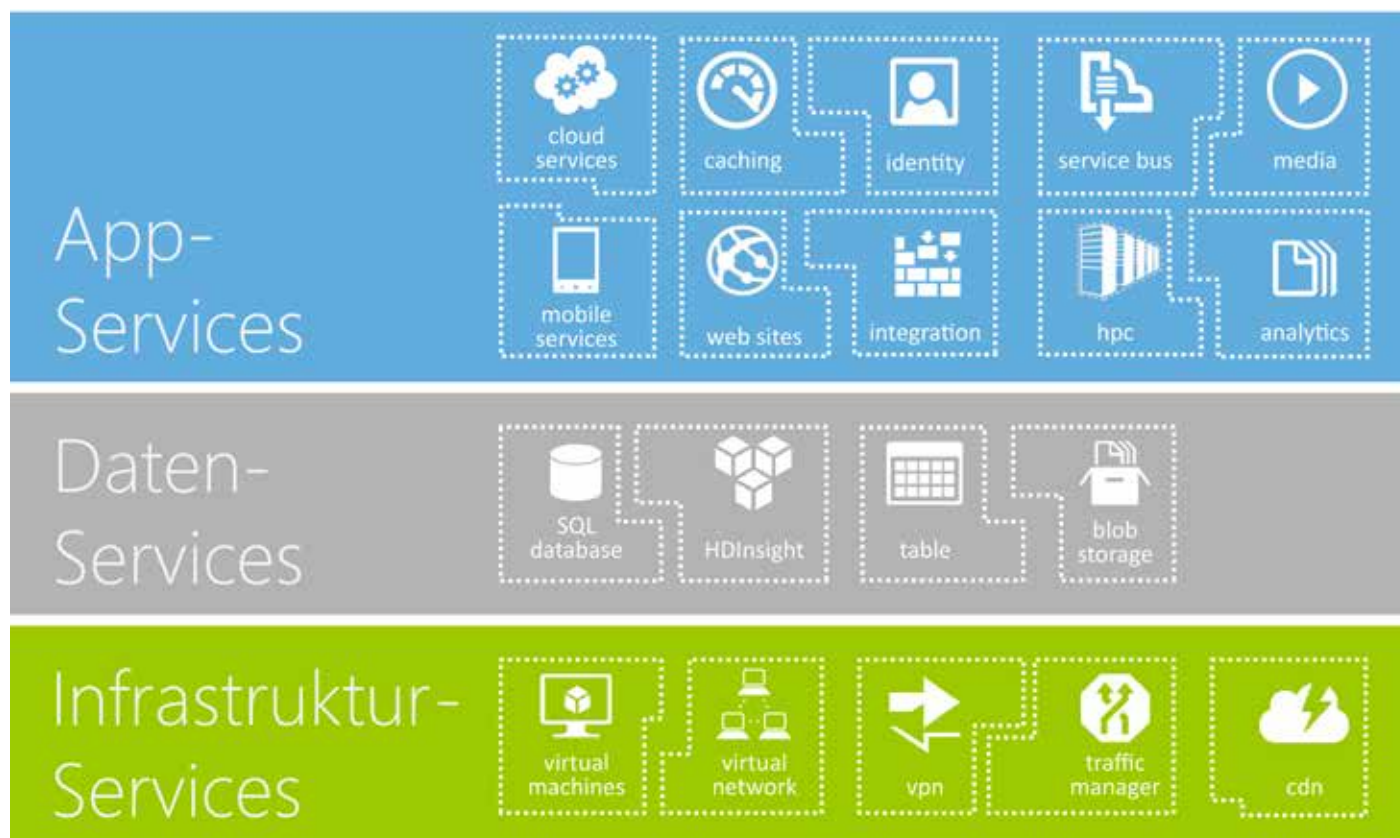 App-
Services
cloud
services
caching
identity
service bus
media
mobile
services
web sites
integration
hpc
analytics
Daten-
Services
SQL
database
HDInsight
table
blob
storage
Infrastruktur-
Services
virtual
machines
virtual
network
vpn
traffic
manager
cdn